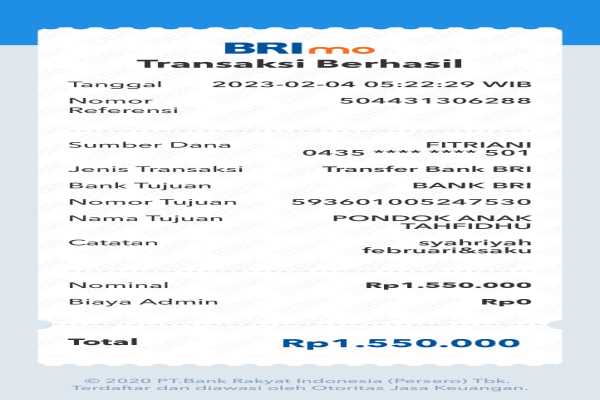 BRImo
Transaksi Berhasil
Tanggal 2023-02-04 05:22:29 WIB
Nomor Referensi 504431306288
Sumber Dana FITRIANI
0435 **** **** 501
Jenis Transaksi Transfer Bank BRI
Bank Tujuan BANK BRI
Nomor Tujuan 593601005247530
Nama Tujuan PONDOK ANAK
TAHFIDHU
Catatan syahriyah
februari&saku
Nominal Rp1.550.000
Biaya Admin Rp0
Total Rp1.550.000
© 2020 PT.Bank Rakyat Indonesia (Persero) Tbk.
Terdaftar dan diawasi oleh Otoritas Jasa Keuangan.